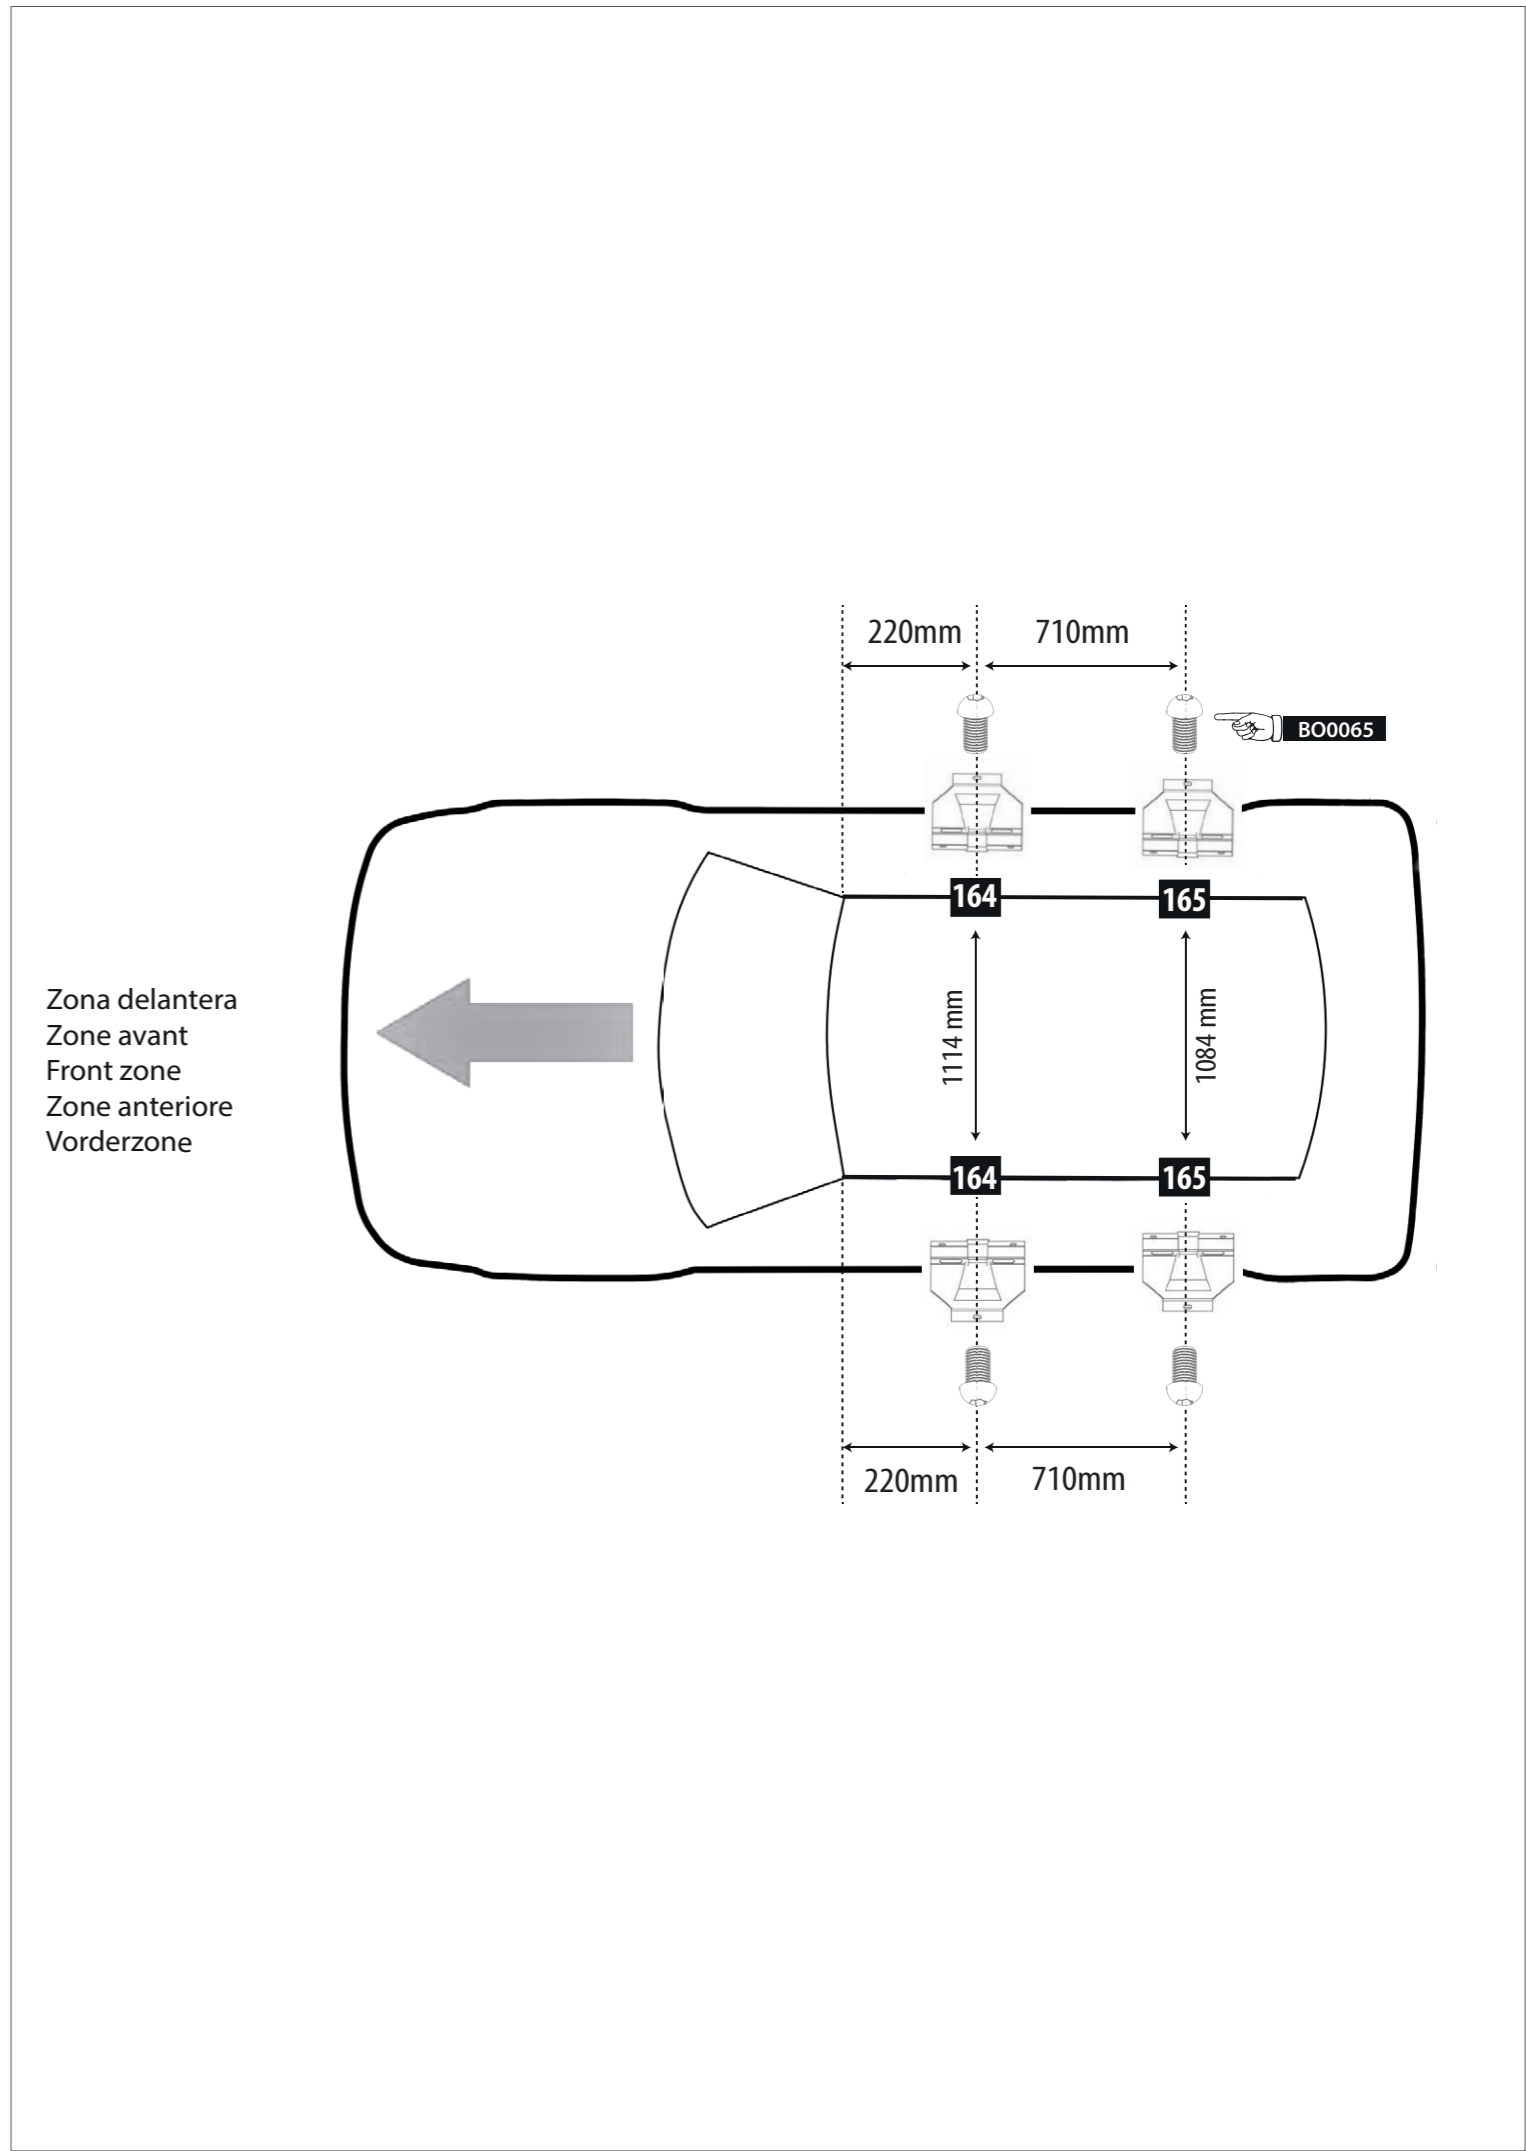 220mm
710mm
BO0065
164
165
1114 mm
1084 mm
Zona delantera
Zone avant
Front zone
Zone anteriore
Vorderzone
164
165
220mm
710mm